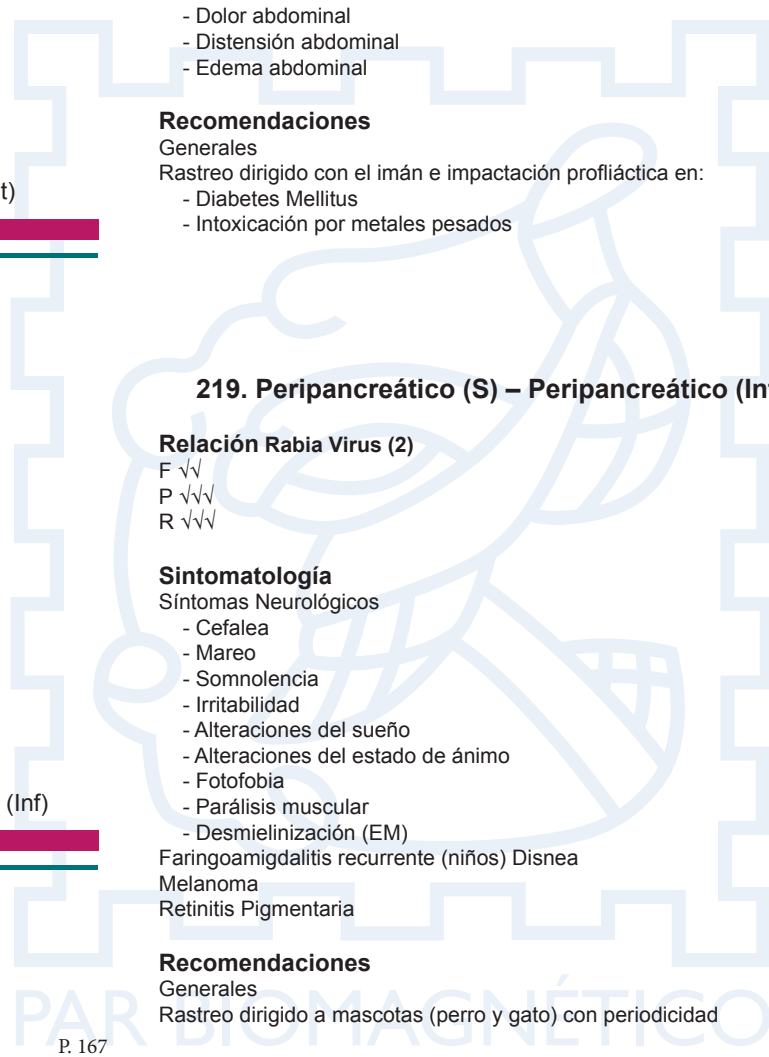 - Dolor abdominal
- Distensión abdominal
- Edema abdominal
Recomendaciones
Generales
Rastreo dirigido con el imán e impactación profliáctica en:
- Diabetes Mellitus
- Intoxicación por metales pesados
t)
219. Peripancreático (S) – Peripancreático (Inf
Relación Rabia Virus (2)
F √√
P √√√
R √√√
Sintomatología
Síntomas Neurológicos
- Cefalea
- Mareo
- Somnolencia
- Irritabilidad
- Alteraciones del sueño
- Alteraciones del estado de ánimo
- Fotofobia
- Parálisis muscular
- Desmielinización (EM)
(Inf)
Faringoamigdalitis recurrente (niños) Disnea
Melanoma
Retinitis Pigmentaria
Recomendaciones
Generales
Rastreo dirigido a mascotas (perro y gato) con periodicidad
PAR BIOMAGNÉTICO
P. 167